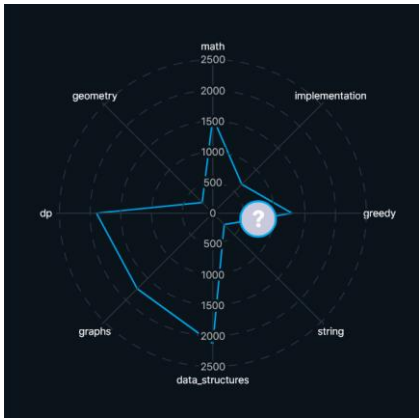 math
2500
2000
1500
1000
500
0
500
1000
1500
2000
2500
geometry
implementation
dp
greedy
?
graphs
string
data_structures